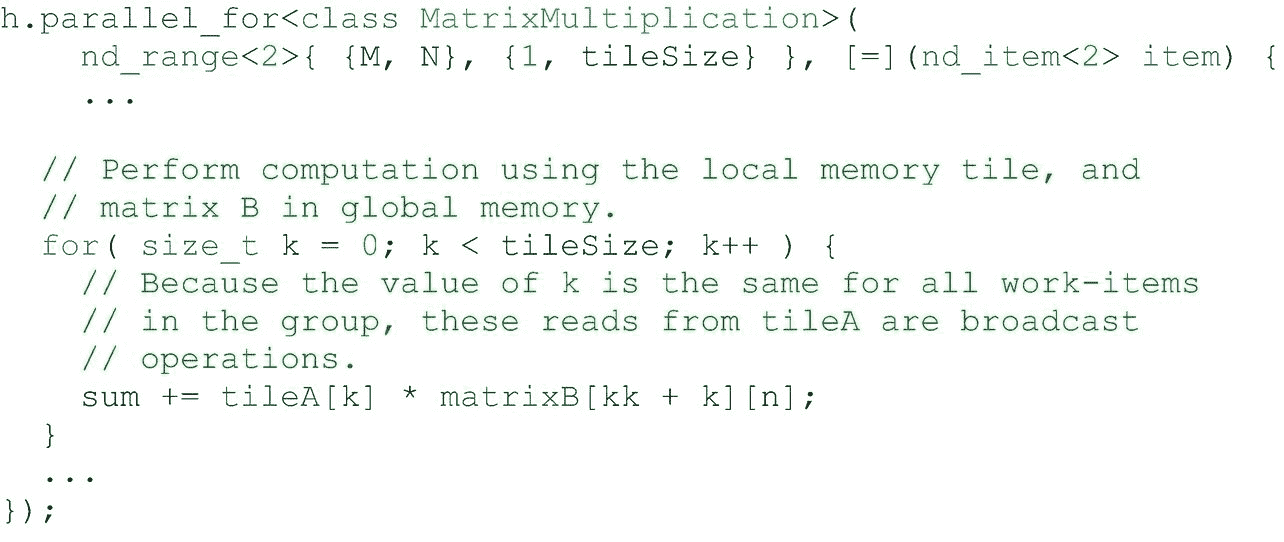 h.parallel_for<class MatrixMultiplication>(
nd_range<2>{ {M, N}, {1, tileSize} }, [=](nd_item<2> item) {
...
// Perform computation using the local memory tile, and
// matrix B in global memory.
for( size_t k = 0; k < tileSize; k++ ) {
// Because the value of k is the same for all work-items
// in the group, these reads from tileA are broadcast
// operations.
sum += tileA[k] * matrixB[kk + k][n];
}
...
});